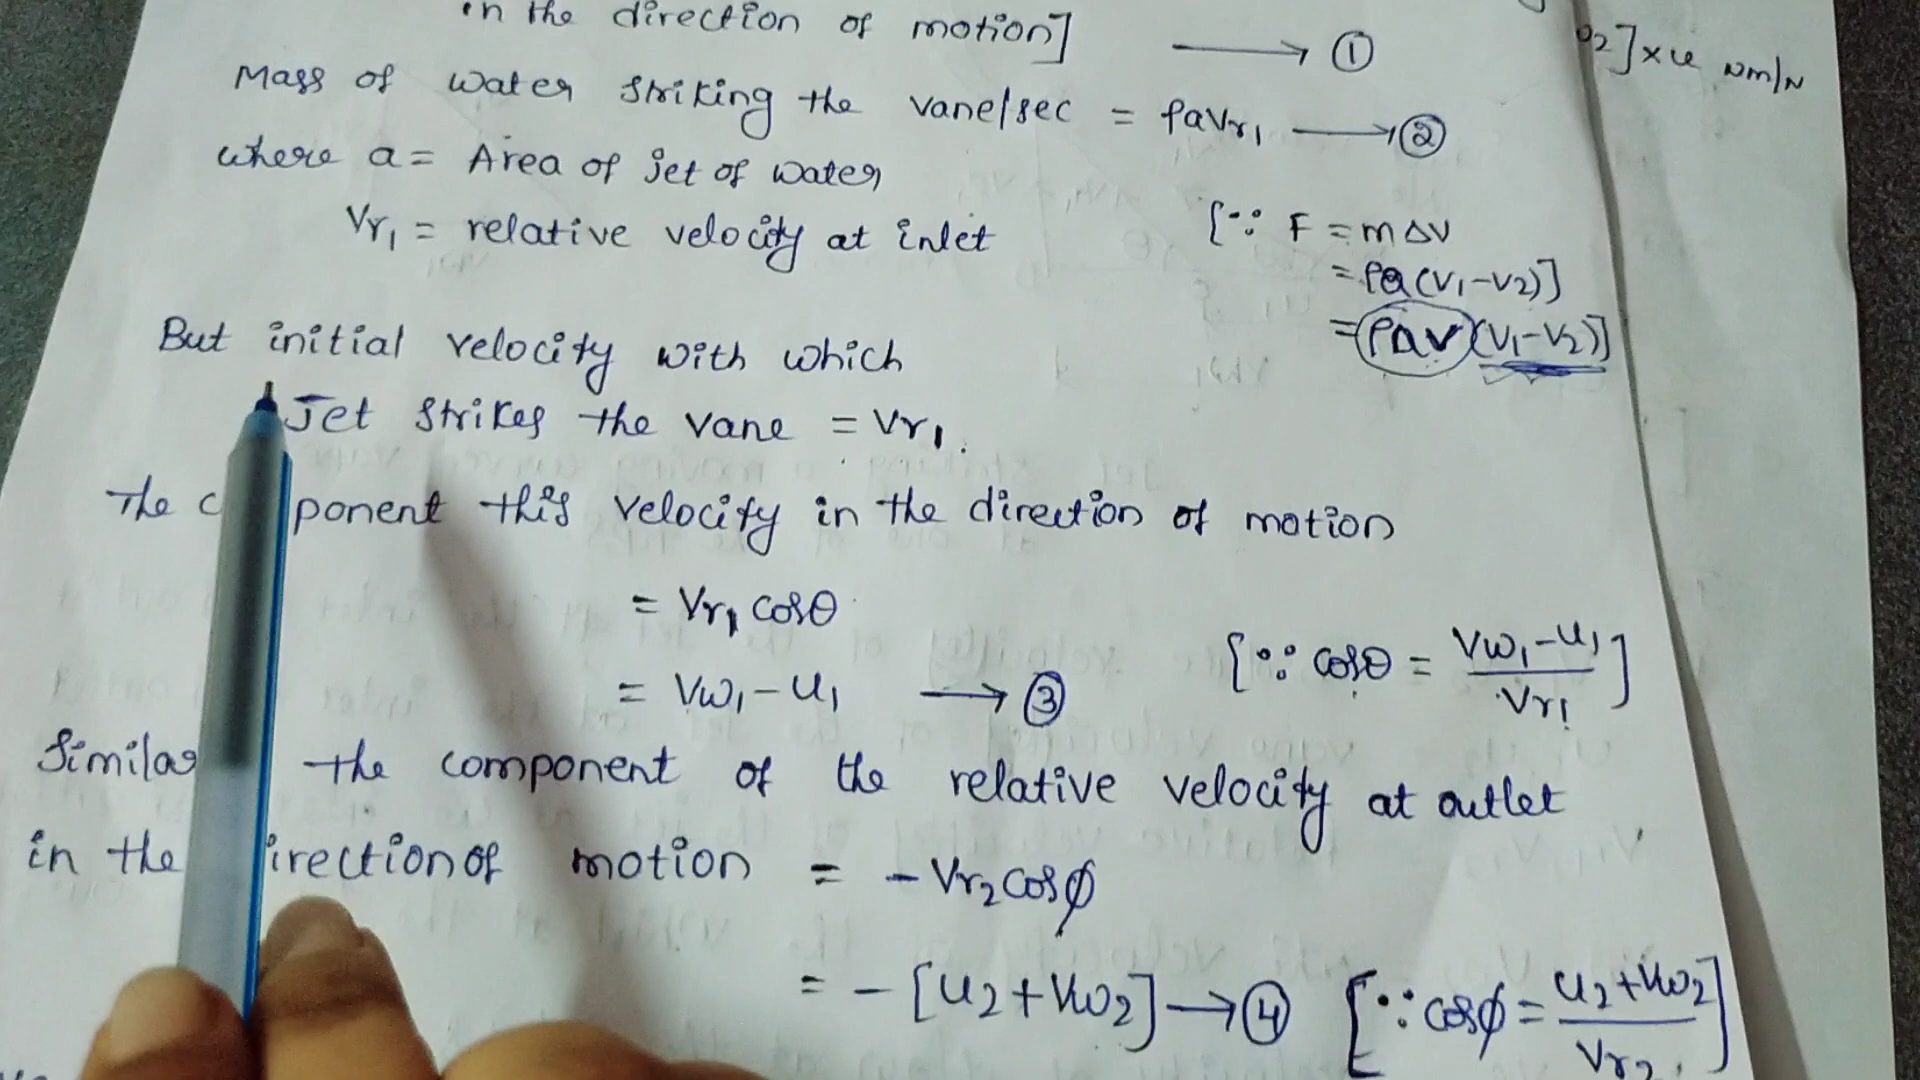 in the direction of motion] → ①
O2]×u Nm/N
Mass of water striking the vane/sec = ρaVr₁ → ②
where a = Area of jet of water
Vr₁ = relative velocity at inlet
[∵ F = m△V
= ρQ(V₁-V₂)]
= ρav(V₁-V₂)]
But initial velocity with which
Jet strikes the vane = Vr₁.
The c ponent this velocity in the direction of motion
= Vr₁ cosθ
= Vw₁-u₁ → ③ [∵ cosθ = Vw₁-u₁/Vr₁]
Similar the component of the relative velocity at outlet
in the irection of motion = -Vr₂cosφ
= -[u₂+Vw₂] → ④ [∵ cosφ = u₂+Vw₂/Vr₂.]